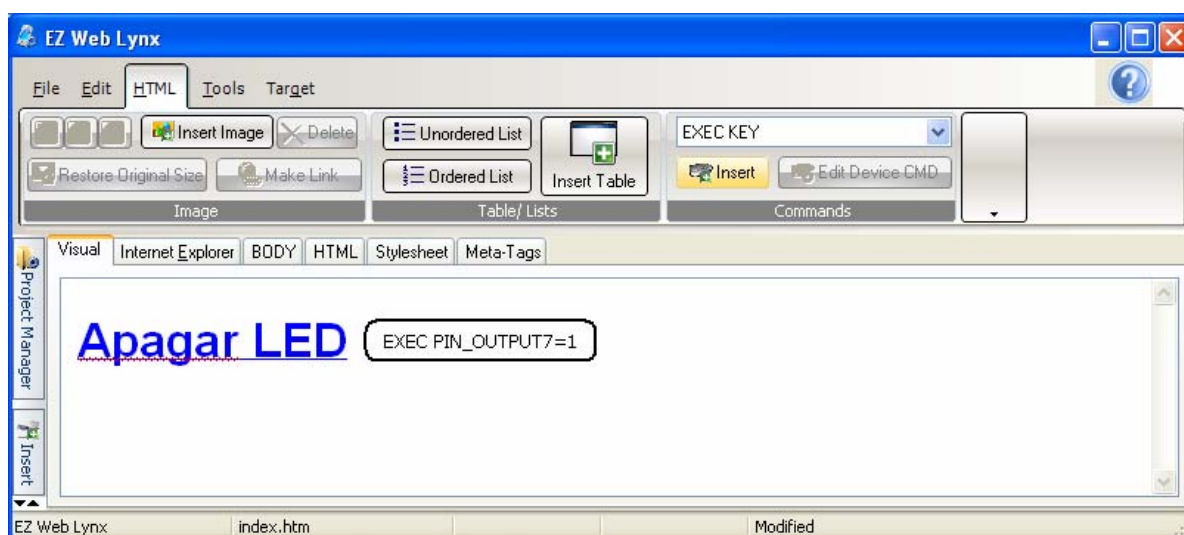 EZ Web Lynx
File Edit HTML Tools Target
Insert Image Delete Unordered List EXEC KEY
Restore Original Size Make Link Ordered List Insert Table Insert Edit Device CMD
Image Table/ Lists Commands
Visual Internet Explorer BODY HTML Stylesheet Meta-Tags
Project Manager
Apagar LED EXEC PIN_OUTPUT7=1
Insert
EZ Web Lynx index.htm Modified